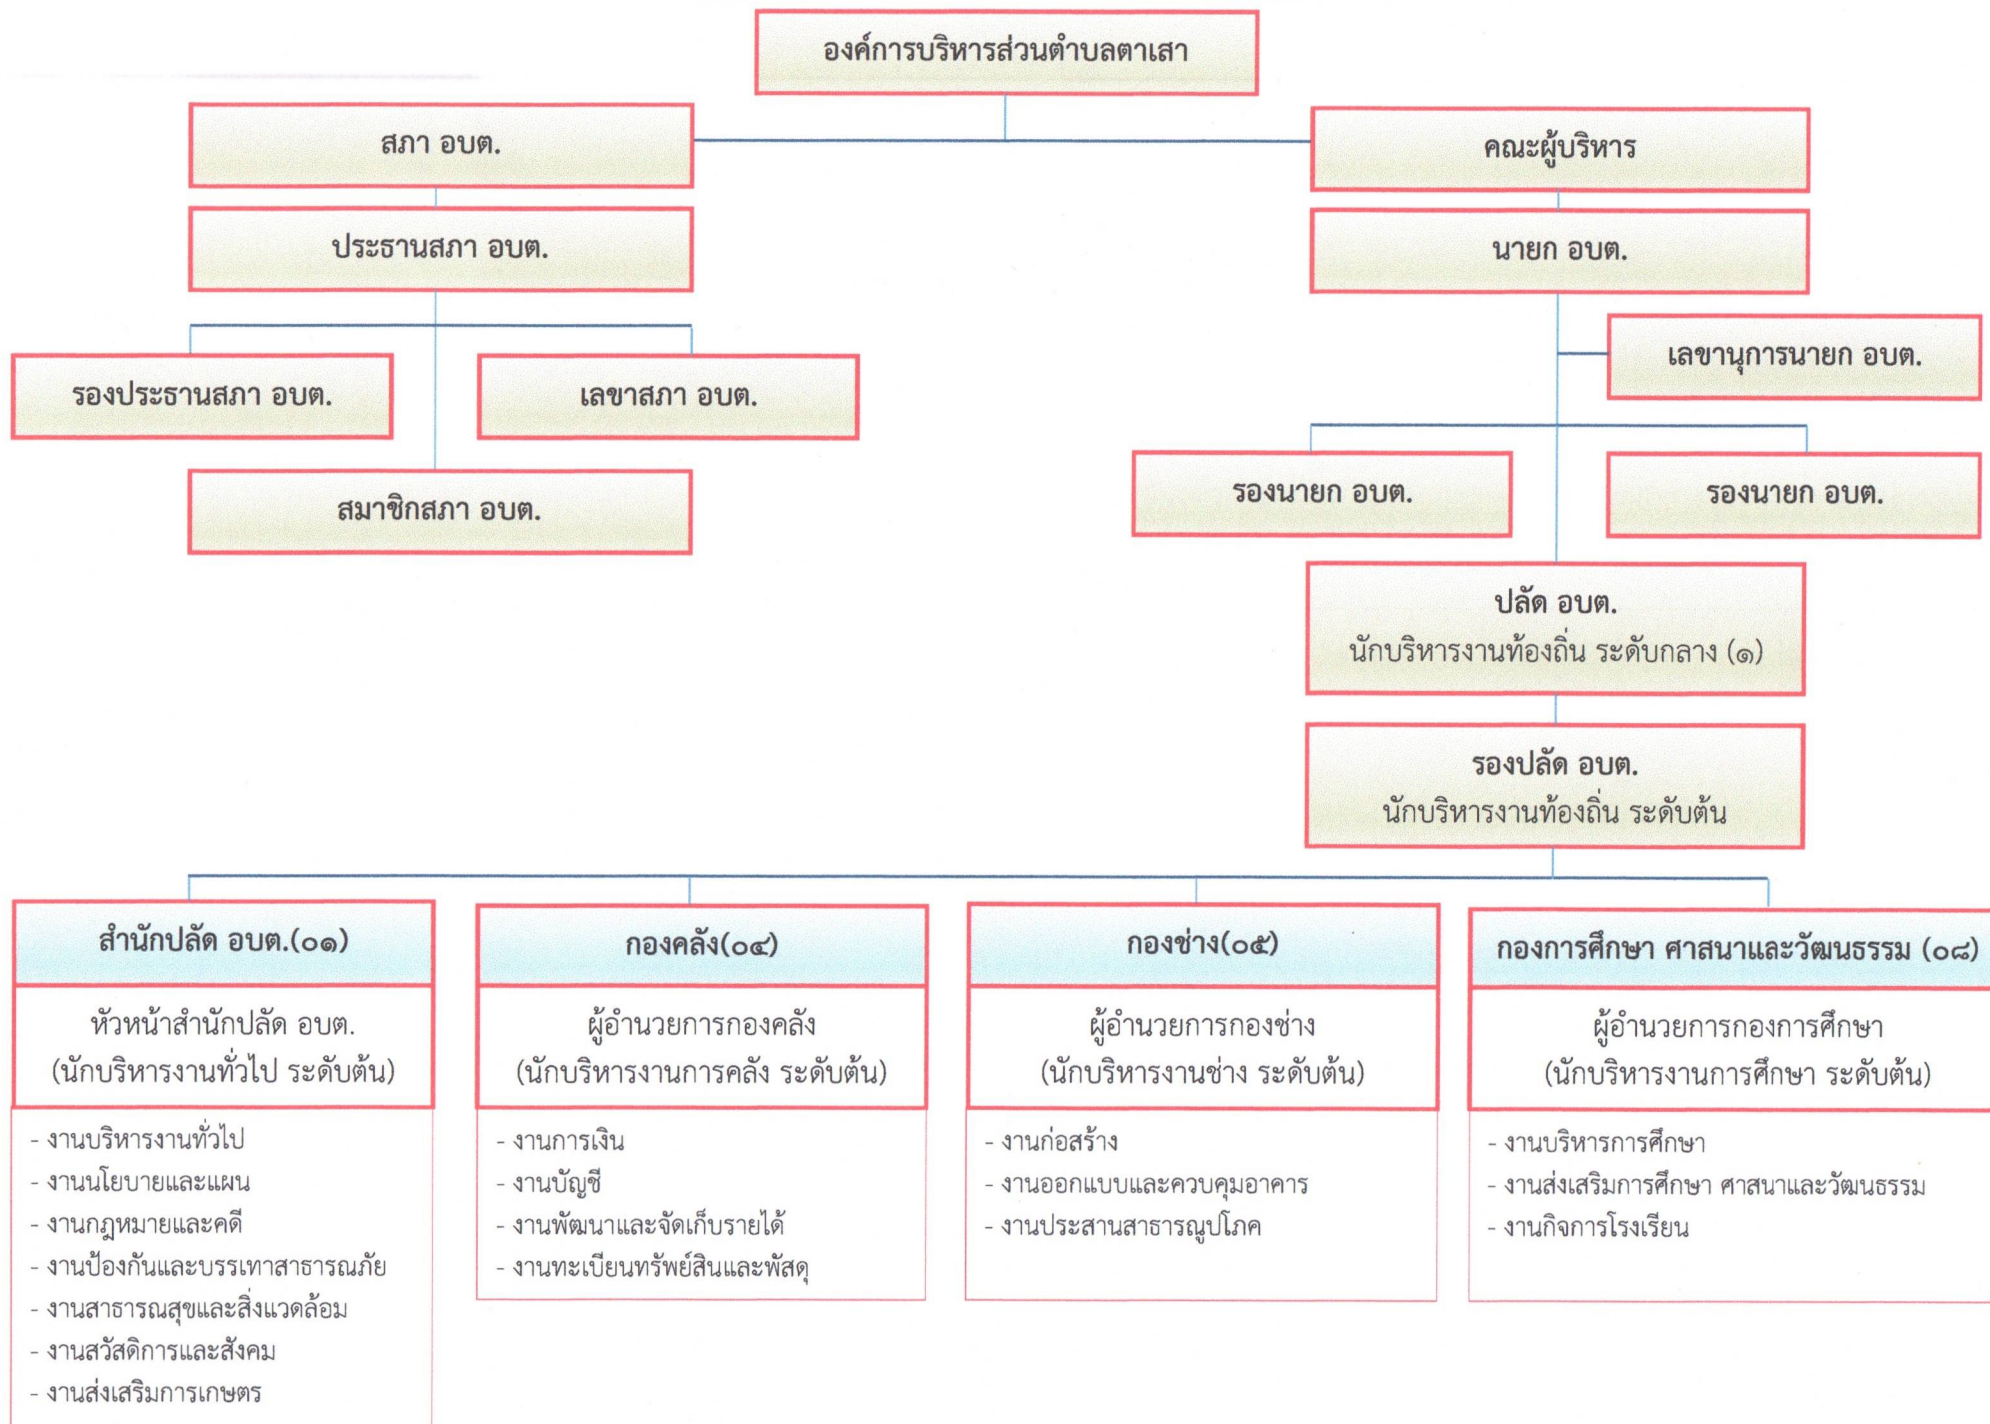 องค์การบริหารส่วนตำบลตาเสา
สภา อบต.
คณะผู้บริหาร
ประธานสภา อบต.
นายก อบต.
เลขานุการนายก อบต.
รองประธานสภา อบต.
เลขาสภา อบต.
รองนายก อบต.
รองนายก อบต.
สมาชิกสภา อบต.
ปลัด อบต.
นักบริหารงานท้องถิ่น ระดับกลาง (๑)
รองปลัด อบต.
นักบริหารงานท้องถิ่น ระดับต้น
สำนักปลัด อบต.(๐๑)
หัวหน้าสำนักปลัด อบต.
(นักบริหารงานทั่วไป ระดับต้น)
- งานบริหารงานทั่วไป
- งานนโยบายและแผน
- งานกฎหมายและคดี
- งานป้องกันและบรรเทาสาธารณภัย
- งานสาธารณสุขและสิ่งแวดล้อม
- งานสวัสดิการและสังคม
- งานส่งเสริมการเกษตร
กองคลัง(๐๔)
ผู้อำนวยการกองคลัง
(นักบริหารงานการคลัง ระดับต้น)
- งานการเงิน
- งานบัญชี
- งานพัฒนาและจัดเก็บรายได้
- งานทะเบียนทรัพย์สินและพัสดุ
กองช่าง(๐๕)
ผู้อำนวยการกองช่าง
(นักบริหารงานช่าง ระดับต้น)
- งานก่อสร้าง
- งานออกแบบและควบคุมอาคาร
- งานประสานสาธารณูปโภค
กองการศึกษา ศาสนาและวัฒนธรรม (๐๘)
ผู้อำนวยการกองการศึกษา
(นักบริหารงานการศึกษา ระดับต้น)
- งานบริหารการศึกษา
- งานส่งเสริมการศึกษา ศาสนาและวัฒนธรรม
- งานกิจการโรงเรียน